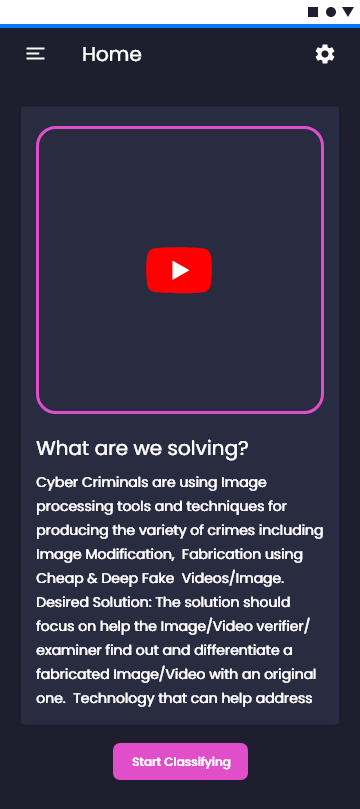 Home
What are we solving?
Cyber Criminals are using Image
processing tools and techniques for
producing the variety of crimes including
Image Modification,  Fabrication using
Cheap & Deep Fake  Videos/Image.
Desired Solution: The solution should
focus on help the Image/Video verifier/
examiner find out and differentiate a
fabricated Image/Video with an original
one.  Technology that can help address
Start Classifying